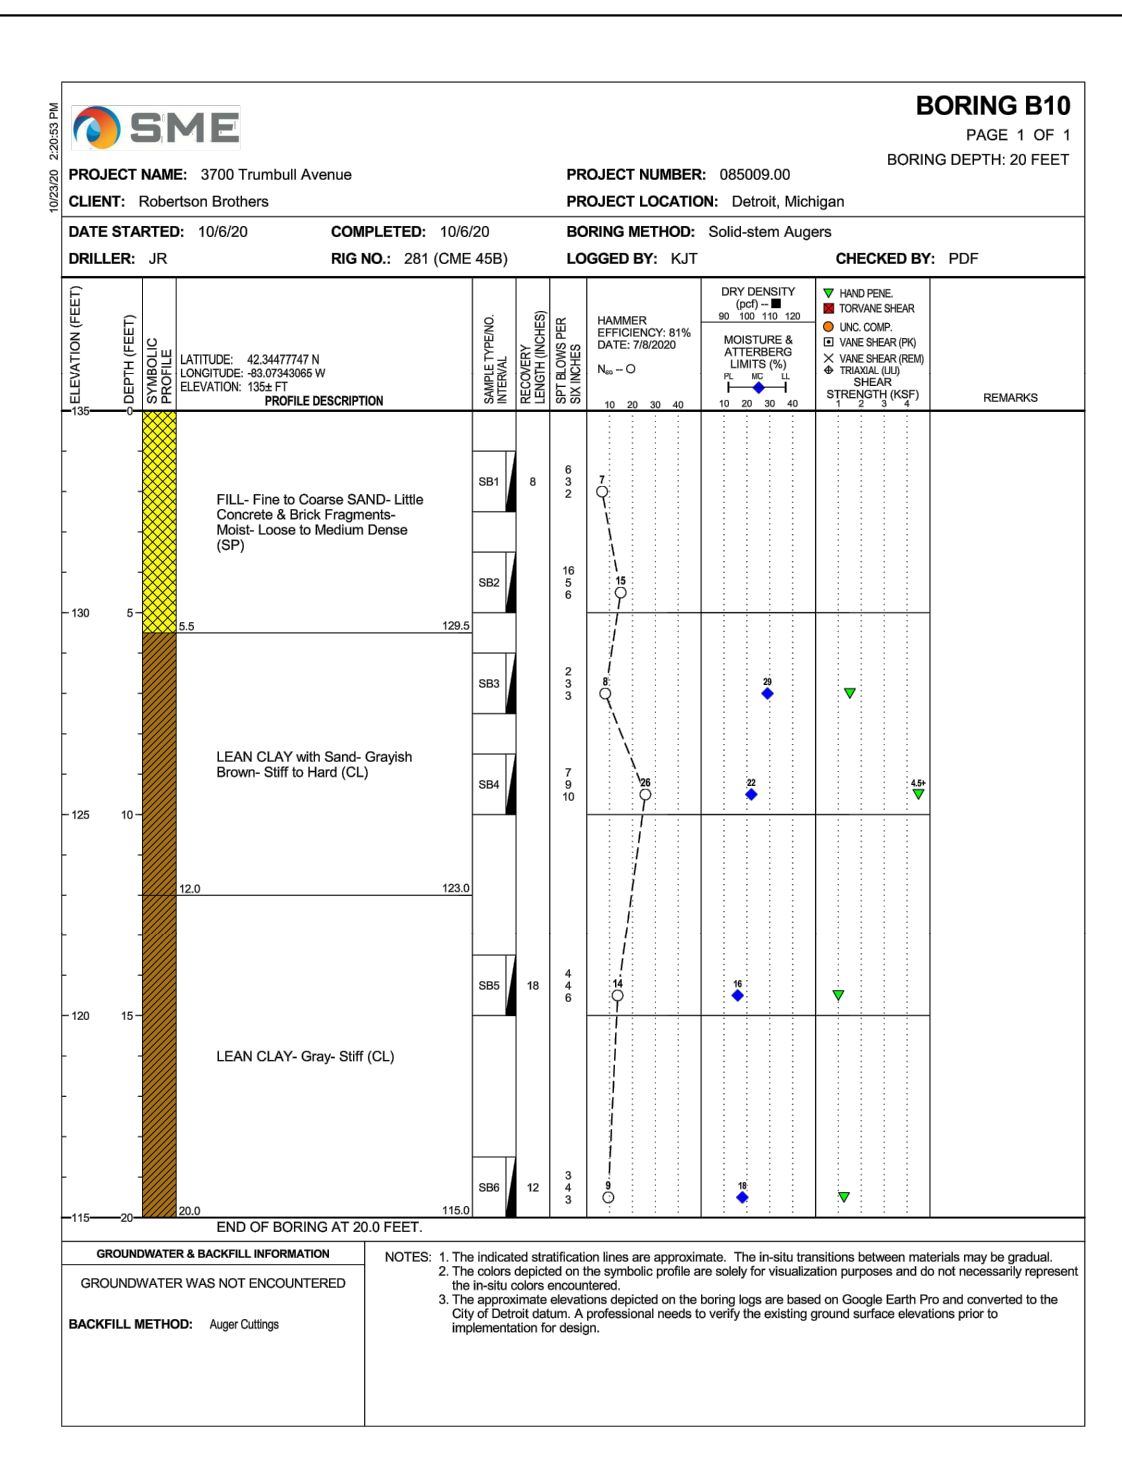 10/23/20 2:20:53 PM
SME
BORING B10
PAGE 1 OF 1
BORING DEPTH: 20 FEET
PROJECT NAME: 3700 Trumbull Avenue
PROJECT NUMBER: 085009.00
CLIENT: Robertson Brothers
PROJECT LOCATION: Detroit, Michigan
DATE STARTED: 10/6/20 COMPLETED: 10/6/20 BORING METHOD: Solid-stem Augers
DRILLER: JR RIG NO.: 281 (CME 45B) LOGGED BY: KJT CHECKED BY: PDF
ELEVATION (FEET)
DEPTH (FEET)
SYMBOLIC PROFILE
LATITUDE: 42.34477747 N
LONGITUDE: -83.07343065 W
ELEVATION: 135± FT
PROFILE DESCRIPTION
SAMPLE TYPE/NO. INTERVAL
RECOVERY LENGTH (INCHES)
SPT BLOWS PER SIX INCHES
HAMMER
EFFICIENCY: 81%
DATE: 7/8/2020
N₆₀ -- O
10 20 30 40
DRY DENSITY
(pcf) -- ■
90 100 110 120
MOISTURE &
ATTERBERG
LIMITS (%)
PL MC LL
10 20 30 40
HAND PENE.
TORVANE SHEAR
UNC. COMP.
VANE SHEAR (PK)
VANE SHEAR (REM)
TRIAXIAL (UU)
SHEAR
STRENGTH (KSF)
1 2 3 4
REMARKS
135 0
FILL- Fine to Coarse SAND- Little
Concrete & Brick Fragments-
Moist- Loose to Medium Dense
(SP)
SB1 8
6
3
2
7
SB2
16
5
6
15
130 5
5.5 129.5
SB3
2
3
3
8 29
LEAN CLAY with Sand- Grayish
Brown- Stiff to Hard (CL)
SB4
7
9
10
26 22 4.5+
125 10
12.0 123.0
SB5 18
4
4
6
14 16
120 15
LEAN CLAY- Gray- Stiff (CL)
SB6 12
3
4
3
9 18
20.0 115.0
115 20
END OF BORING AT 20.0 FEET.
GROUNDWATER & BACKFILL INFORMATION
GROUNDWATER WAS NOT ENCOUNTERED
BACKFILL METHOD: Auger Cuttings
NOTES: 1. The indicated stratification lines are approximate. The in-situ transitions between materials may be gradual.
2. The colors depicted on the symbolic profile are solely for visualization purposes and do not necessarily represent
the in-situ colors encountered.
3. The approximate elevations depicted on the boring logs are based on Google Earth Pro and converted to the
City of Detroit datum. A professional needs to verify the existing ground surface elevations prior to
implementation for design.